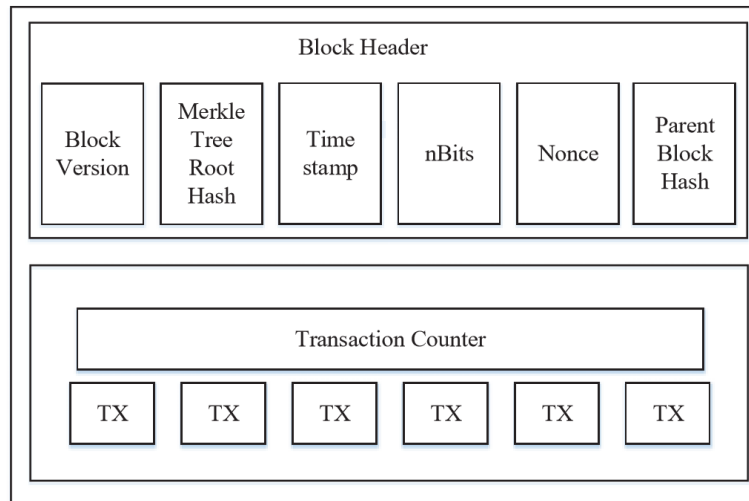 Block Header
Block
Version
Merkle
Tree
Root
Hash
Time
stamp
nBits
Nonce
Parent
Block
Hash
Transaction Counter
TX
TX
TX
TX
TX
TX